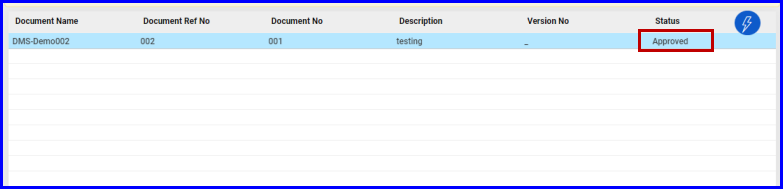 Document Name Document Ref No Document No Description Version No Status
DMS-Demo002 002 001 testing _ Approved